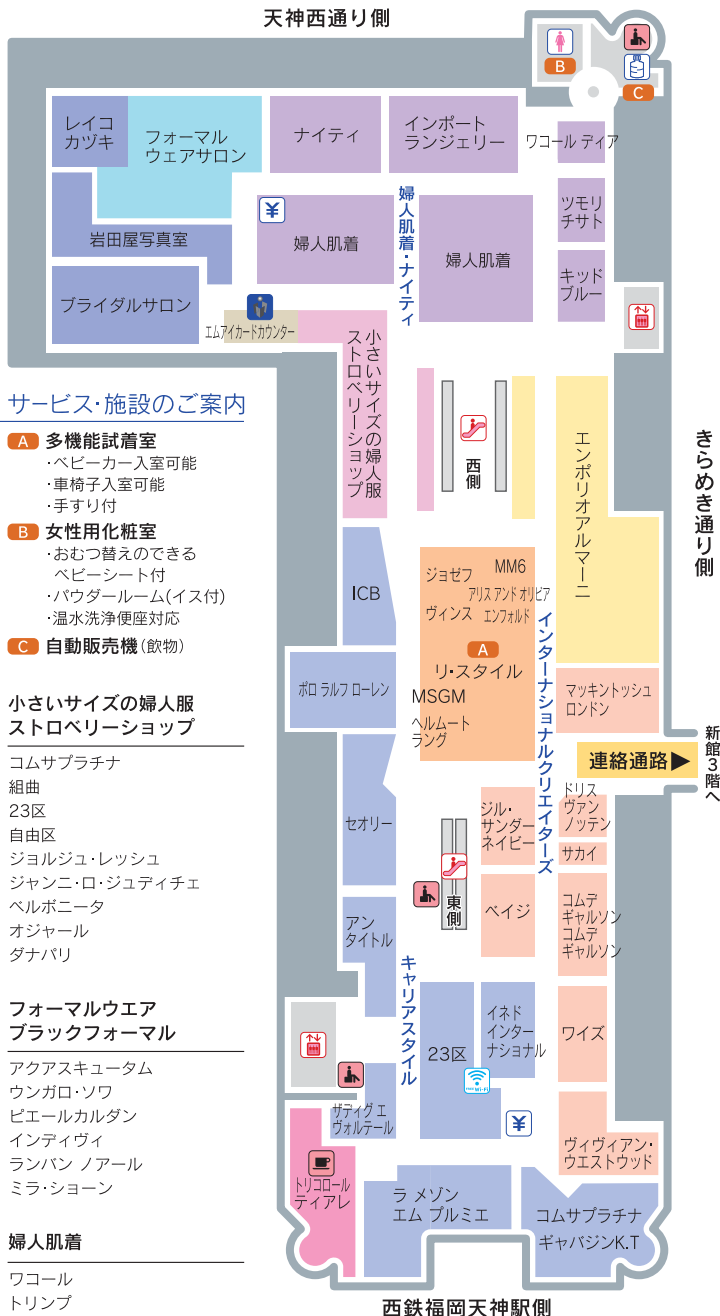 天神西通り側
B
C
レイコ
カヅキ
フォーマル
ウェアサロン
ナイティ
インポート
ランジェリー
ワコール ディア
¥
婦人肌着
婦人肌着・ナイティ
婦人肌着
ツモリ
チサト
キッド
ブルー
岩田屋写真室
ブライダルサロン
エムアイカードカウンター
小さいサイズの婦人服
ストロベリーショップ
西側
エンポリオアルマーニ
きらめき通り側
サービス・施設のご案内
A 多機能試着室
・ベビーカー入室可能
・車椅子入室可能
・手すり付
B 女性用化粧室
・おむつ替えのできる
ベビーシート付
・パウダールーム(イス付)
・温水洗浄便座対応
C 自動販売機(飲物)
ICB
ポロ ラルフ ローレン
セオリー
アン
タイトル
ジョゼフ
MM6
アリス アンド オリビア
ヴィンス
エンフォルド
A
リ・スタイル
MSGM
ヘルムート
ラング
インターナショナルクリエイターズ
マッキントッシュ
ロンドン
連絡通路▶
新館3階へ
ジル・
サンダー
ネイビー
ドリス
ヴァン
ノッテン
サカイ
東側
ベイジ
コムデ
ギャルソン
コムデ
ギャルソン
キャリアスタイル
23区
イネド
インター
ナショナル
ワイズ
Wi-Fi
¥
ザディグ エ
ヴォルテール
ヴィヴィアン・
ウエストウッド
トリコロール
ティアレ
ラ メゾン
エム プルミエ
コムサプラチナ
ギャバジンK.T
西鉄福岡天神駅側
小さいサイズの婦人服
ストロベリーショップ
コムサプラチナ
組曲
23区
自由区
ジョルジュ・レッシュ
ジャンニ・ロ・ジュディチェ
ベルボニータ
オジャール
ダナパリ
フォーマルウエア
ブラックフォーマル
アクアスキュータム
ウンガロ・ソワ
ピエールカルダン
インディヴィ
ランバン ノアール
ミラ・ショーン
婦人肌着
ワコール
トリンプ